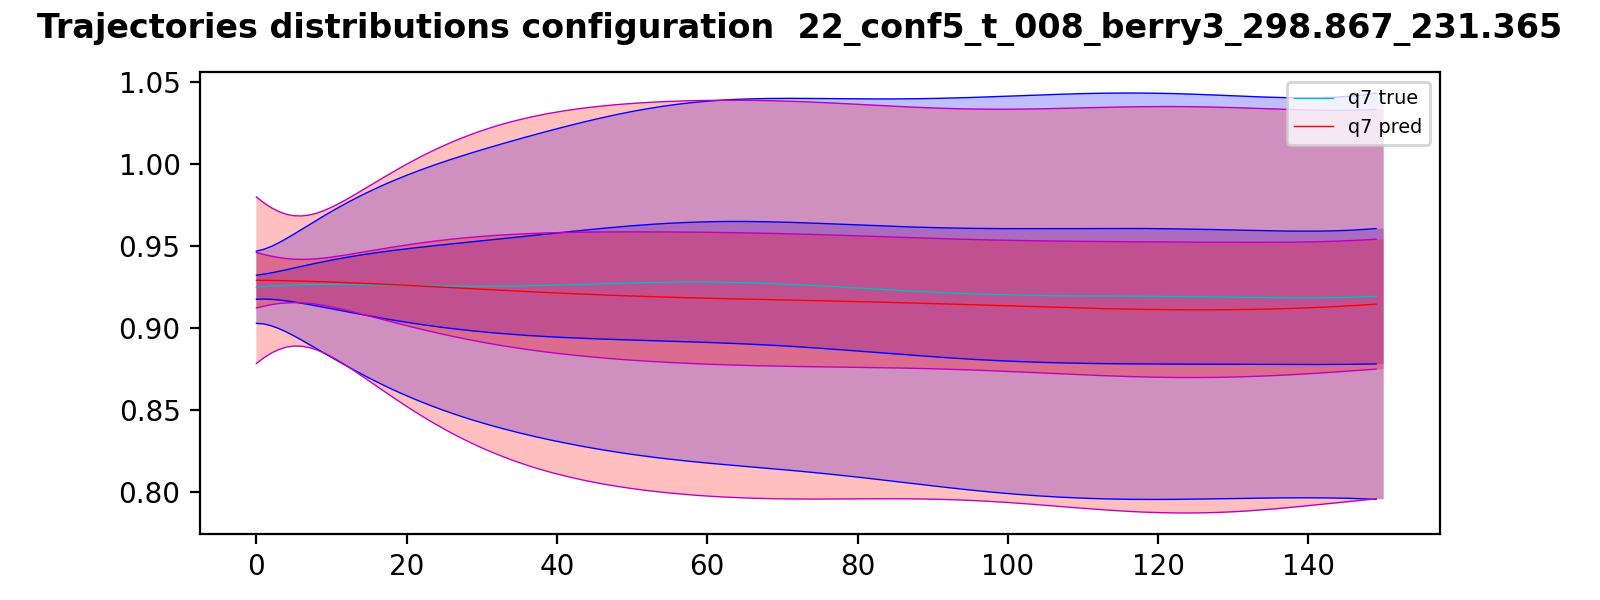 Trajectories distributions configuration  22_conf5_t_008_berry3_298.867_231.365
1.05
1.00
0.95
0.90
0.85
0.80
q7 true
q7 pred
0 20 40 60 80 100 120 140